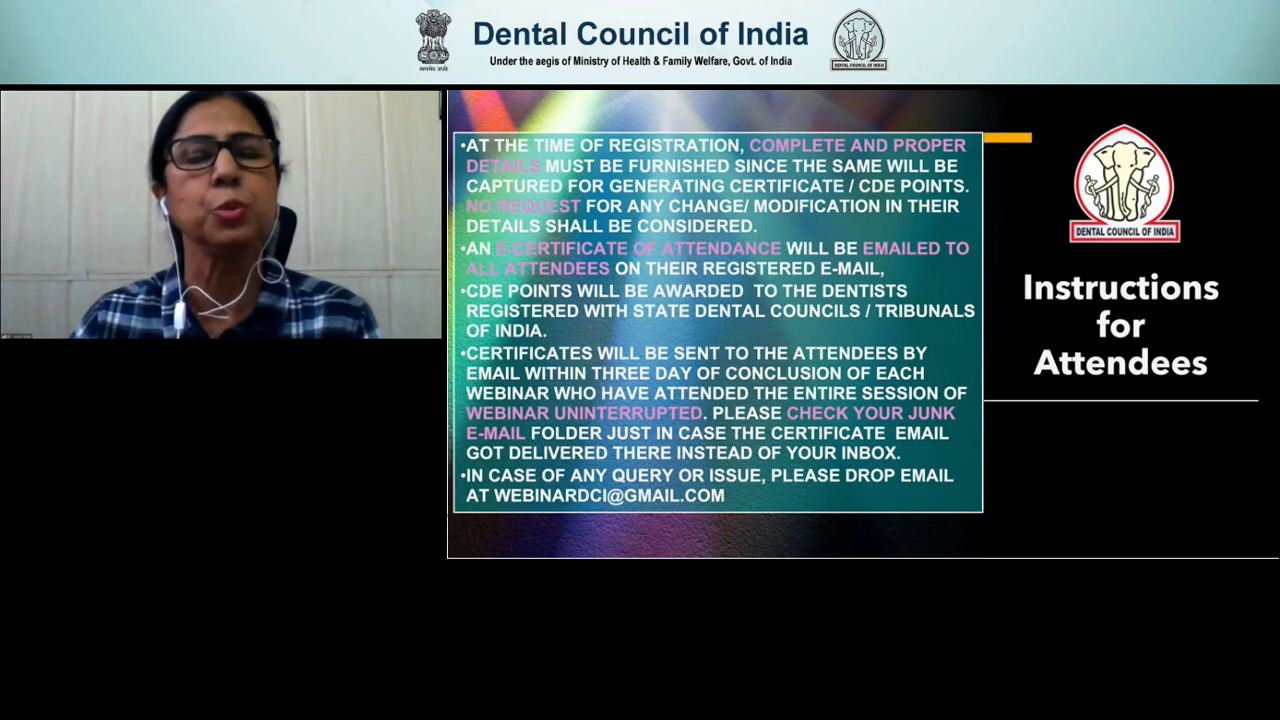 Dental Council of India
Under the aegis of Ministry of Health & Family Welfare, Govt. of India
सत्यमेव जयते
DENTAL COUNCIL OF INDIA
•AT THE TIME OF REGISTRATION, COMPLETE AND PROPER
DETAILS MUST BE FURNISHED SINCE THE SAME WILL BE
CAPTURED FOR GENERATING CERTIFICATE / CDE POINTS.
NO REQUEST FOR ANY CHANGE/ MODIFICATION IN THEIR
DETAILS SHALL BE CONSIDERED.
•AN E-CERTIFICATE OF ATTENDANCE WILL BE EMAILED TO
ALL ATTENDEES ON THEIR REGISTERED E-MAIL,
•CDE POINTS WILL BE AWARDED TO THE DENTISTS
REGISTERED WITH STATE DENTAL COUNCILS / TRIBUNALS
OF INDIA.
•CERTIFICATES WILL BE SENT TO THE ATTENDEES BY
EMAIL WITHIN THREE DAY OF CONCLUSION OF EACH
WEBINAR WHO HAVE ATTENDED THE ENTIRE SESSION OF
WEBINAR UNINTERRUPTED. PLEASE CHECK YOUR JUNK
E-MAIL FOLDER JUST IN CASE THE CERTIFICATE EMAIL
GOT DELIVERED THERE INSTEAD OF YOUR INBOX.
•IN CASE OF ANY QUERY OR ISSUE, PLEASE DROP EMAIL
AT WEBINARDCI@GMAIL.COM
DENTAL COUNCIL OF INDIA
Instructions
for
Attendees